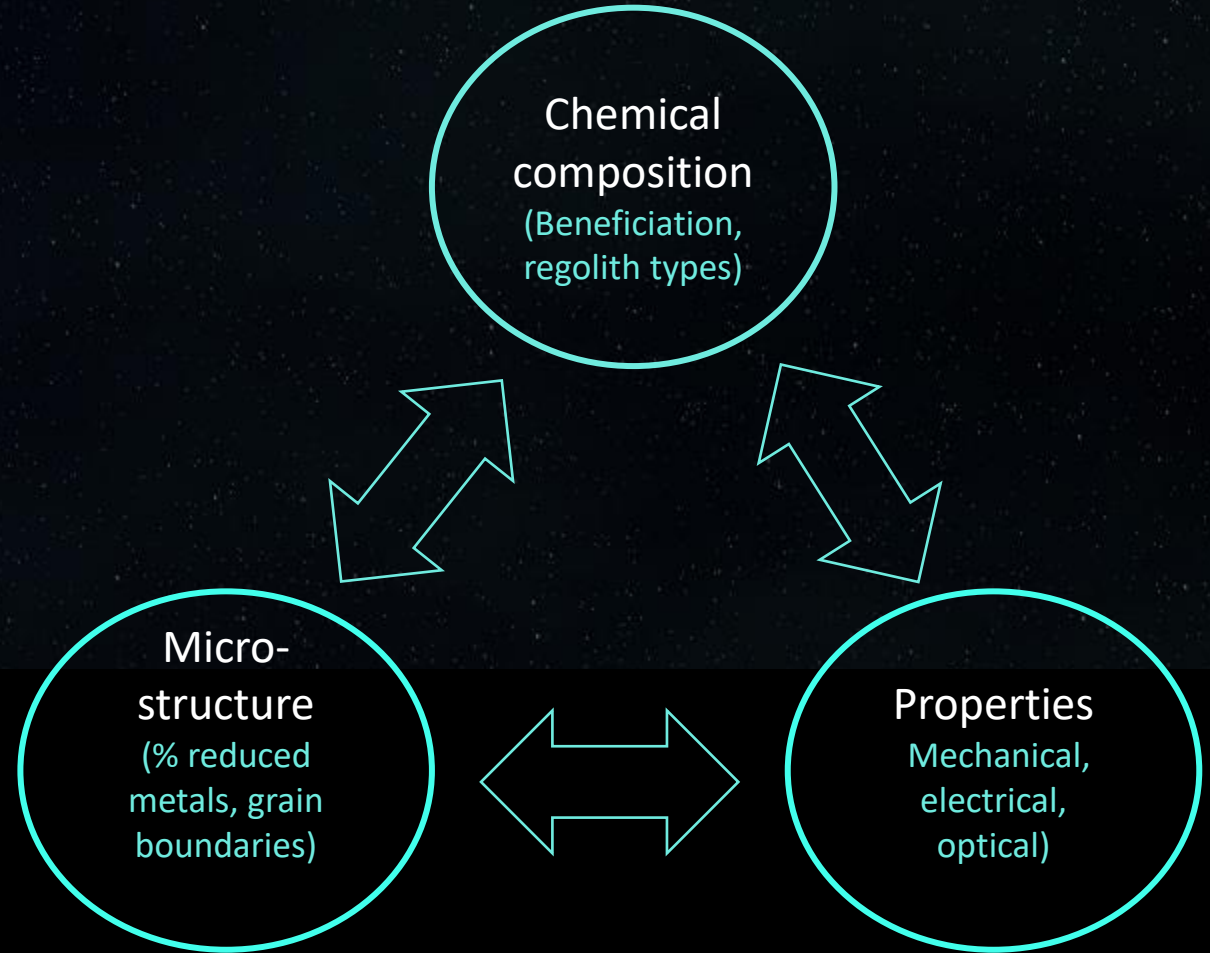 Chemical
composition
(Beneficiation,
regolith types)
Micro-
structure
(% reduced
metals, grain
boundaries)
Properties
Mechanical,
electrical,
optical)